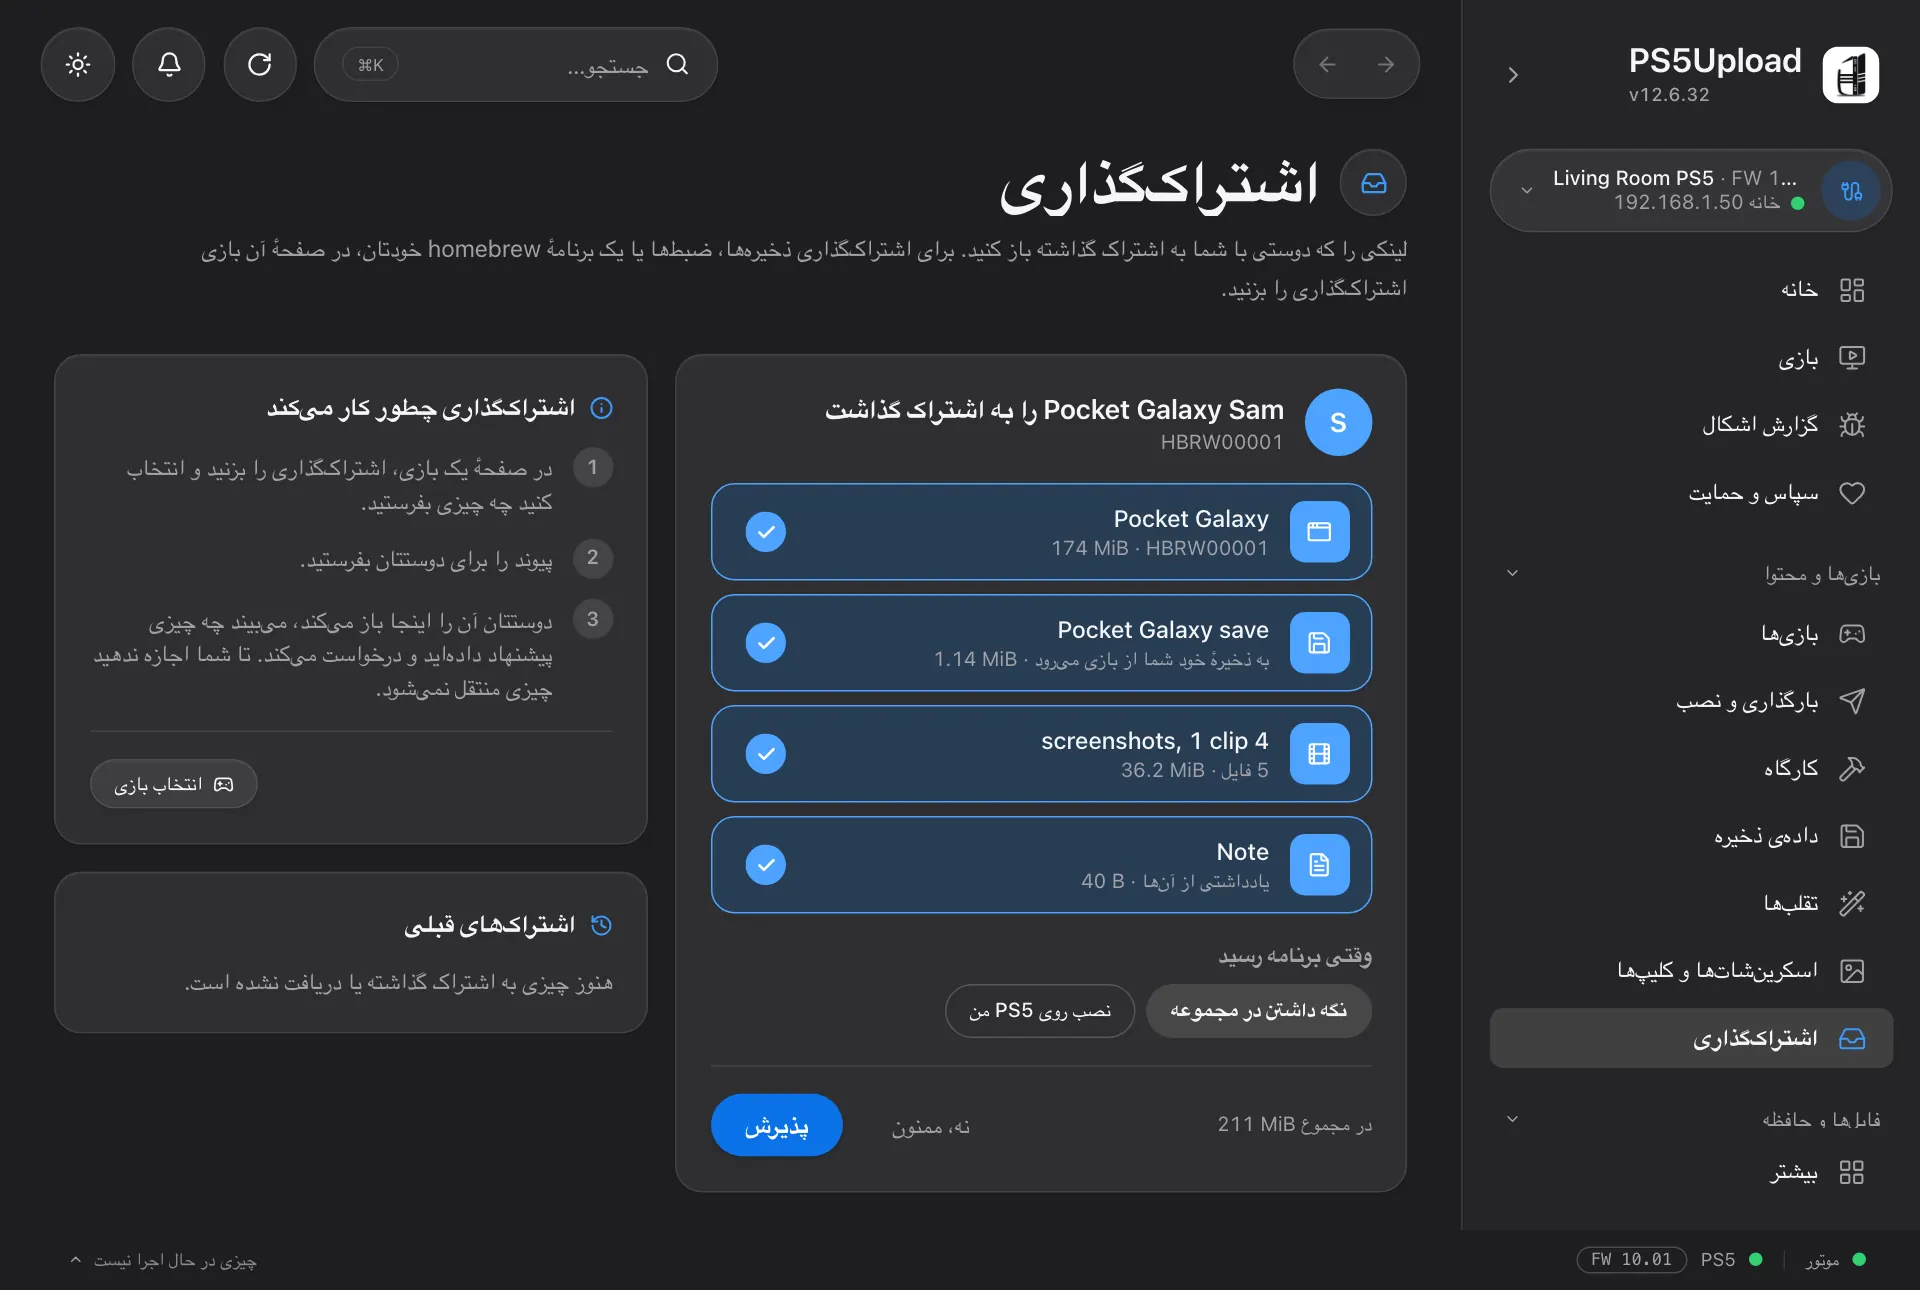 PS5Upload
v12.6.32
Living Room PS5 · FW 1...
خانه 192.168.1.50
خانه
بازی
گزارش اشکال
سپاس و حمایت
بازی‌ها و محتوا
بازی‌ها
بارگذاری و نصب
کارگاه
داده‌ی ذخیره
تقلب‌ها
اسکرین‌شات‌ها و کلیپ‌ها
اشتراک‌گذاری
فایل‌ها و حافظه
بیشتر
موتور
PS5
FW 10.01
جستجو...
⌘K
اشتراک‌گذاری
لینکی را که دوستی با شما به اشتراک گذاشته باز کنید. برای اشتراک‌گذاری ذخیره‌ها، ضبط‌ها یا یک برنامهٔ homebrew خودتان، در صفحهٔ آن بازی
اشتراک‌گذاری را بزنید.
S
Pocket Galaxy Sam را به اشتراک گذاشت
HBRW00001
Pocket Galaxy
174 MiB · HBRW00001
Pocket Galaxy save
به ذخیرهٔ خود شما از بازی می‌رود · 1.14 MiB
screenshots, 1 clip 4
5 فایل · 36.2 MiB
Note
یادداشتی از آن‌ها · 40 B
وقتی برنامه رسید
نگه داشتن در مجموعه
نصب روی PS5 من
در مجموع 211 MiB
نه، ممنون
پذیرش
اشتراک‌گذاری چطور کار می‌کند
1
در صفحهٔ یک بازی، اشتراک‌گذاری را بزنید و انتخاب
کنید چه چیزی بفرستید.
2
پیوند را برای دوستتان بفرستید.
3
دوستتان آن را اینجا باز می‌کند، می‌بیند چه چیزی
پیشنهاد داده‌اید و درخواست می‌کند. تا شما اجازه ندهید
چیزی منتقل نمی‌شود.
انتخاب بازی
اشتراک‌های قبلی
هنوز چیزی به اشتراک گذاشته یا دریافت نشده است.
چیزی در حال اجرا نیست